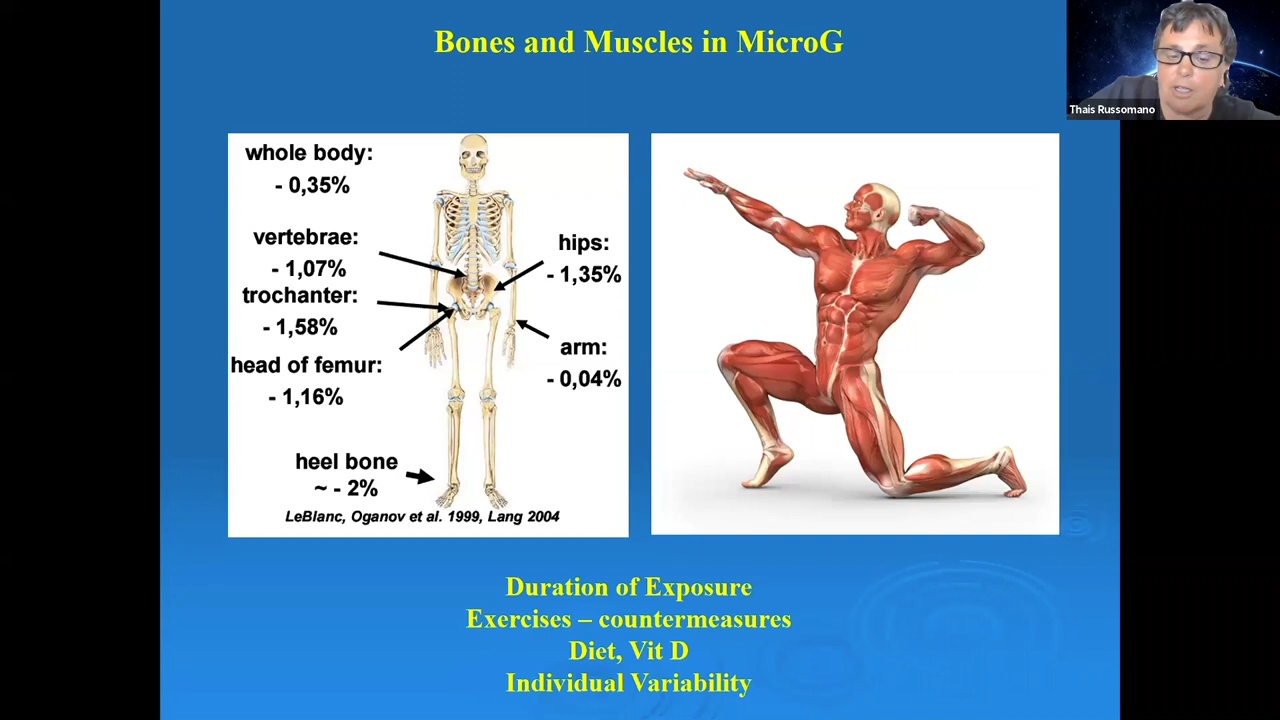 Bones and Muscles in MicroG
Thais Russomano
whole body:
- 0,35%
vertebrae:
- 1,07%
trochanter:
- 1,58%
head of femur:
- 1,16%
hips:
- 1,35%
arm:
- 0,04%
heel bone
~ - 2%
LeBlanc, Oganov et al. 1999, Lang 2004
Duration of Exposure
Exercises – countermeasures
Diet, Vit D
Individual Variability